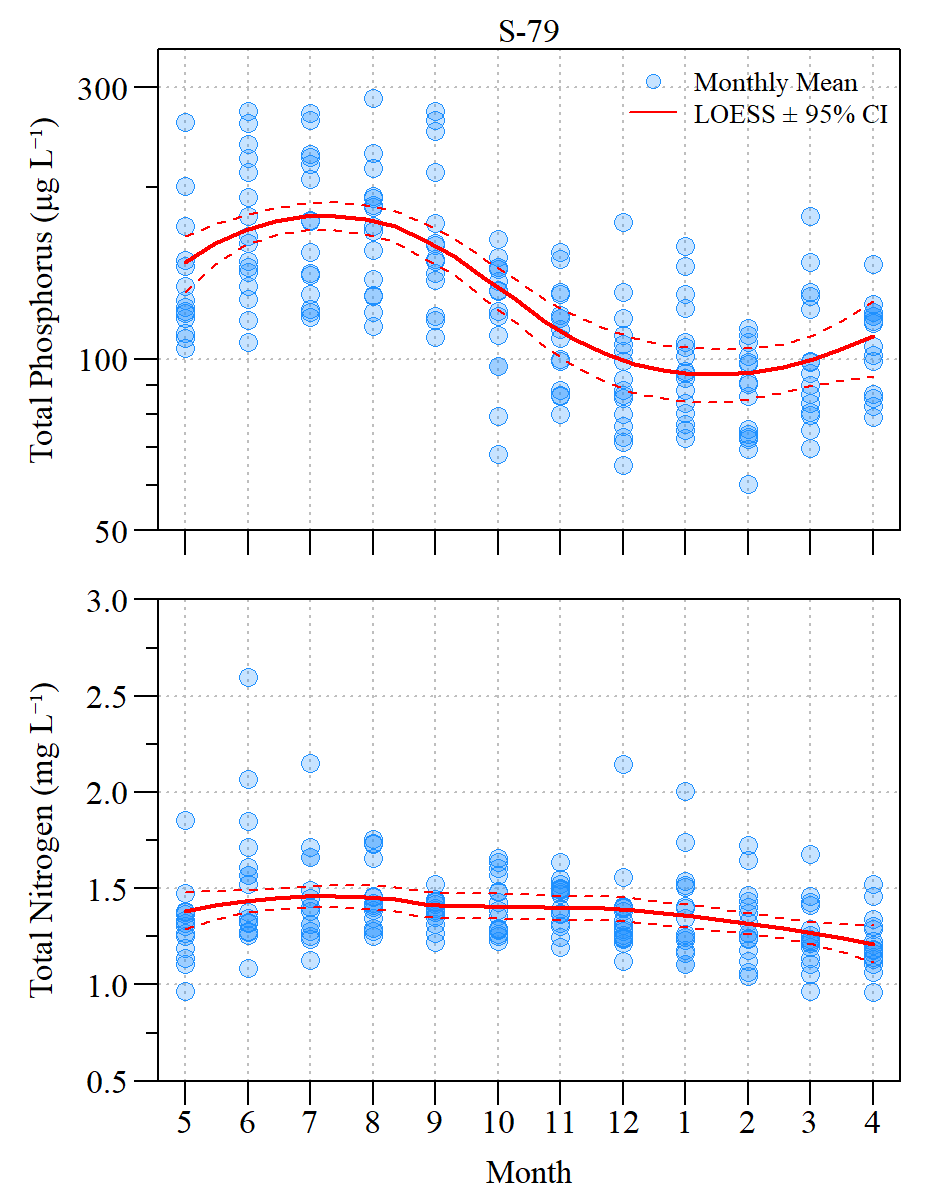 S-79
Total Phosphorus (µg L⁻¹)
300
100
50
Monthly Mean
LOESS ± 95% CI
Total Nitrogen (mg L⁻¹)
3.0
2.5
2.0
1.5
1.0
0.5
5 6 7 8 9 10 11 12 1 2 3 4
Month